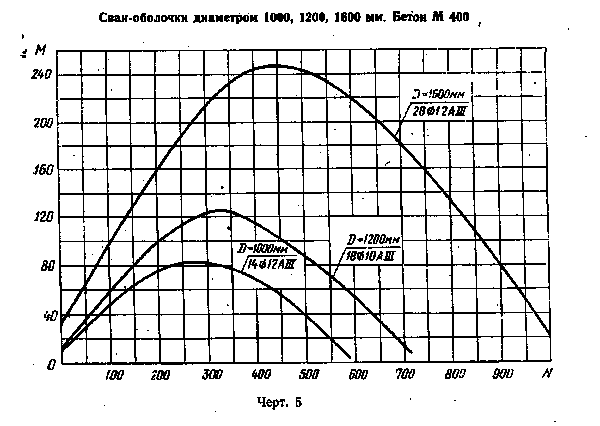 Сваи-оболочки диаметром 1000, 1200, 1600 мм. Бетон М 400
М
240
200
160
120
80
40
0
D=1600мм
28Ф12АIII
D=1000мм
14Ф12АIII
D=1200мм
18Ф10АIII
100 200 300 400 500 600 700 800 900 N
Черт. 5